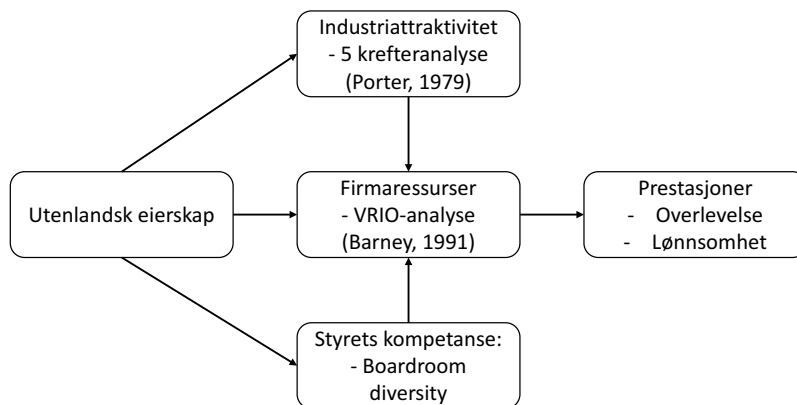 Industriattraktivitet
- 5 krefteranalyse
(Porter, 1979)
Utenlandsk eierskap
Firmaressurser
- VRIO-analyse
(Barney, 1991)
Prestasjoner
- Overlevelse
- Lønnsomhet
Styrets kompetanse:
- Boardroom
diversity